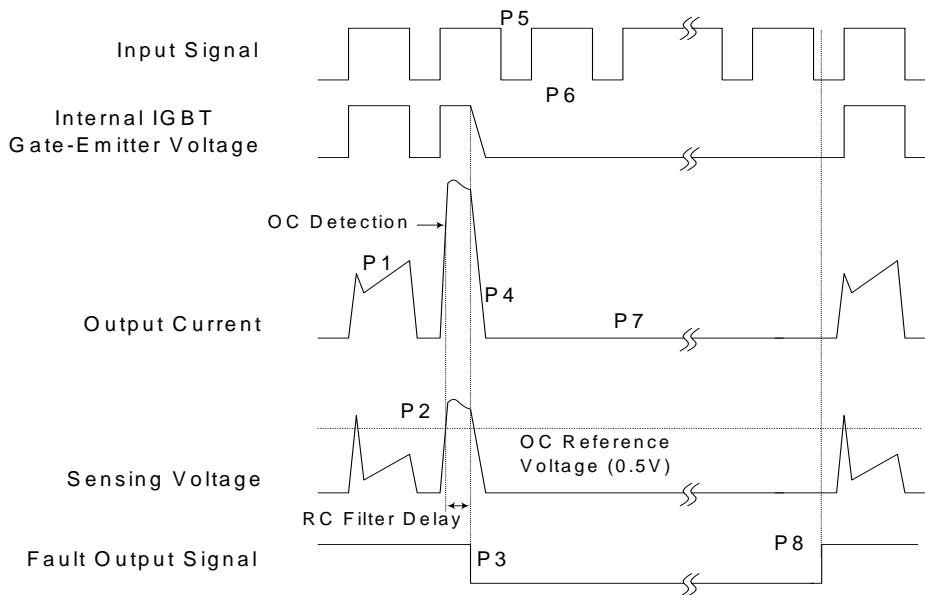 P5
Input Signal
P6
Internal IGBT
Gate-Emitter Voltage
OC Detection
P1
P4
Output Current
P7
P2
OC Reference
Voltage (0.5V)
Sensing Voltage
RC Filter Delay
Fault Output Signal
P3
P8